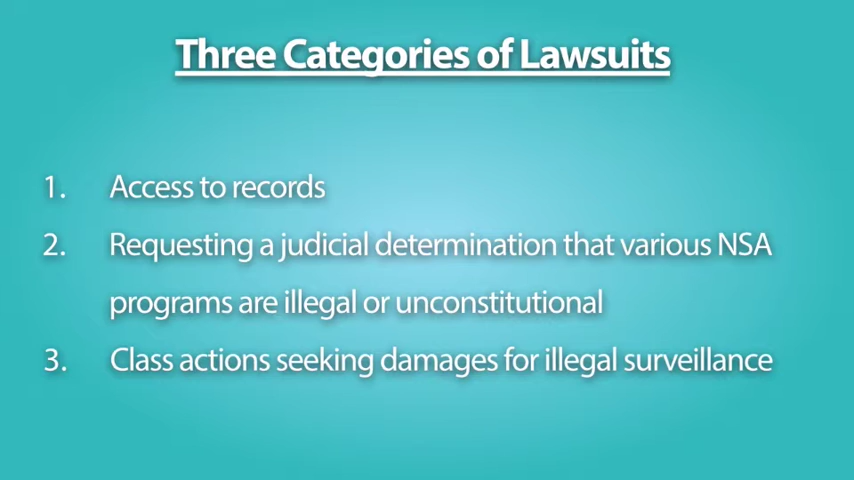 Three Categories of Lawsuits
1. Access to records
2. Requesting a judicial determination that various NSA
programs are illegal or unconstitutional
3. Class actions seeking damages for illegal surveillance